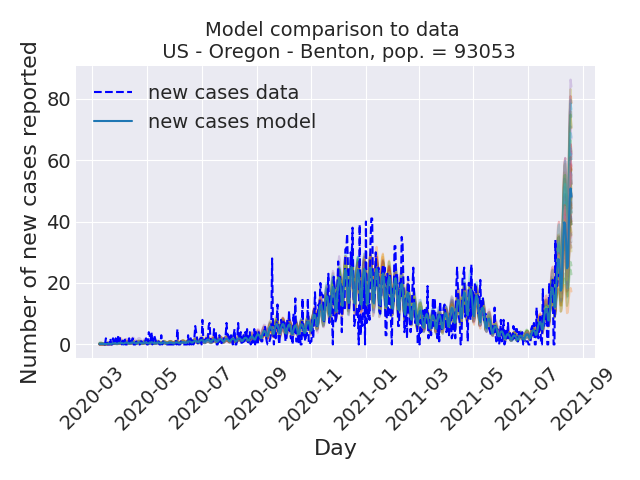 Model comparison to data
US - Oregon - Benton, pop. = 93053
Number of new cases reported
80
60
40
20
0
new cases data
new cases model
2020-03
2020-05
2020-07
2020-09
2020-11
2021-01
2021-03
2021-05
2021-07
2021-09
Day